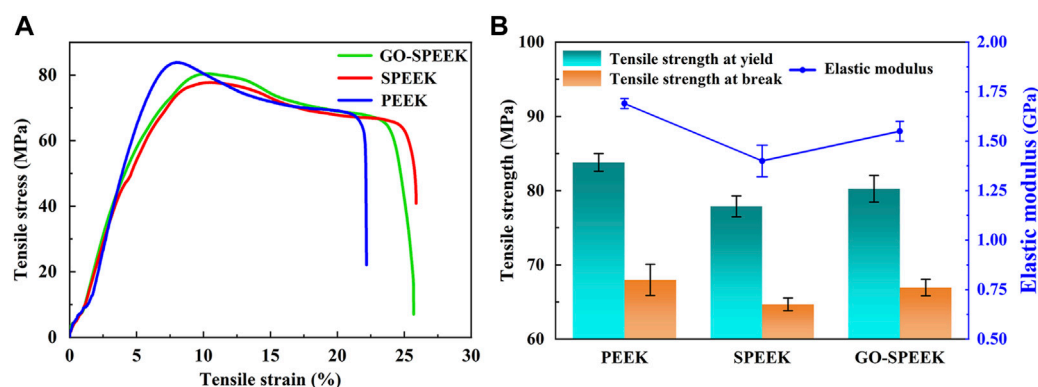 A
GO-SPEEK
SPEEK
PEEK
Tensile stress (MPa)
80
60
40
20
0
0 5 10 15 20 25 30
Tensile strain (%)
B
Tensile strength at yield
Tensile strength at break
Elastic modulus
Tensile strength (MPa)
100
90
80
70
60
PEEK SPEEK GO-SPEEK
2.00
1.75
1.50
1.25
1.00
0.75
0.50
Elastic modulus (GPa)